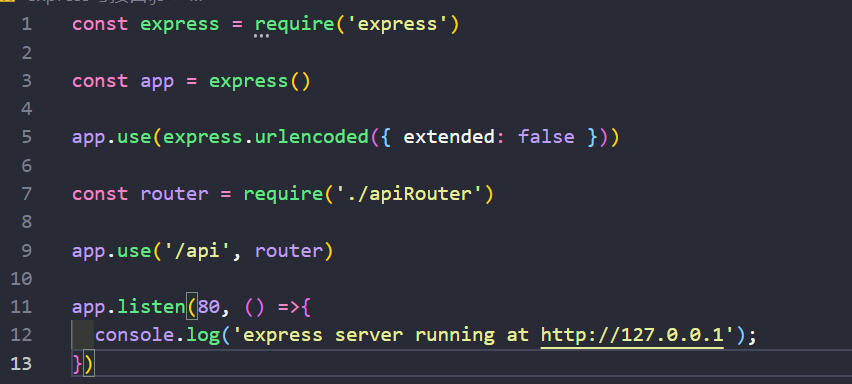 1 const express = require('express')
2
3 const app = express()
4
5 app.use(express.urlencoded({ extended: false }))
6
7 const router = require('./apiRouter')
8
9 app.use('/api', router)
10
11 app.listen(80, () =>{
12 console.log('express server running at http://127.0.0.1');
13 })